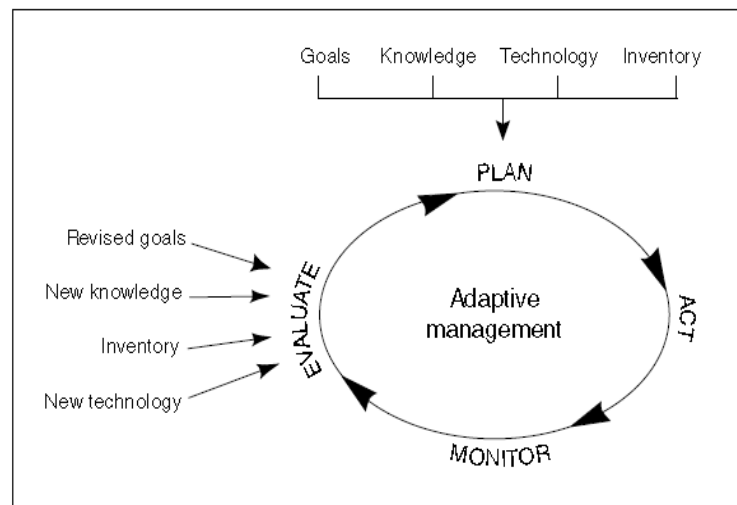 Goals Knowledge Technology Inventory
PLAN
Revised goals
New knowledge
Inventory
New technology
EVALUATE
Adaptive
management
ACT
MONITOR